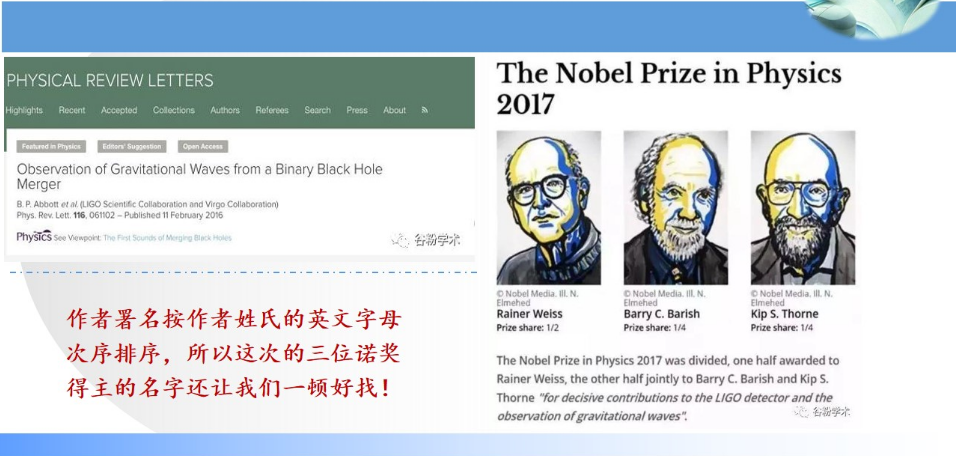 PHYSICAL REVIEW LETTERS
Highlights Recent Accepted Collections Authors Referees Search Press About
Featured in Physics Editors' Suggestion Open Access
Observation of Gravitational Waves from a Binary Black Hole
Merger
B. P. Abbott et al. (LIGO Scientific Collaboration and Virgo Collaboration)
Phys. Rev. Lett. 116, 061102 – Published 11 February 2016
Physics See Viewpoint: The First Sounds of Merging Black Holes
谷粉学术
作者署名按作者姓氏的英文字母
次序排序，所以这次的三位诺奖
得主的名字还让我们一顿好找！
The Nobel Prize in Physics
2017
© Nobel Media. Ill. N.
Elmehed
Rainer Weiss
Prize share: 1/2
© Nobel Media. Ill. N.
Elmehed
Barry C. Barish
Prize share: 1/4
© Nobel Media. Ill. N.
Elmehed
Kip S. Thorne
Prize share: 1/4
The Nobel Prize in Physics 2017 was divided, one half awarded to
Rainer Weiss, the other half jointly to Barry C. Barish and Kip S.
Thorne "for decisive contributions to the LIGO detector and the
observation of gravitational waves".
谷粉学术